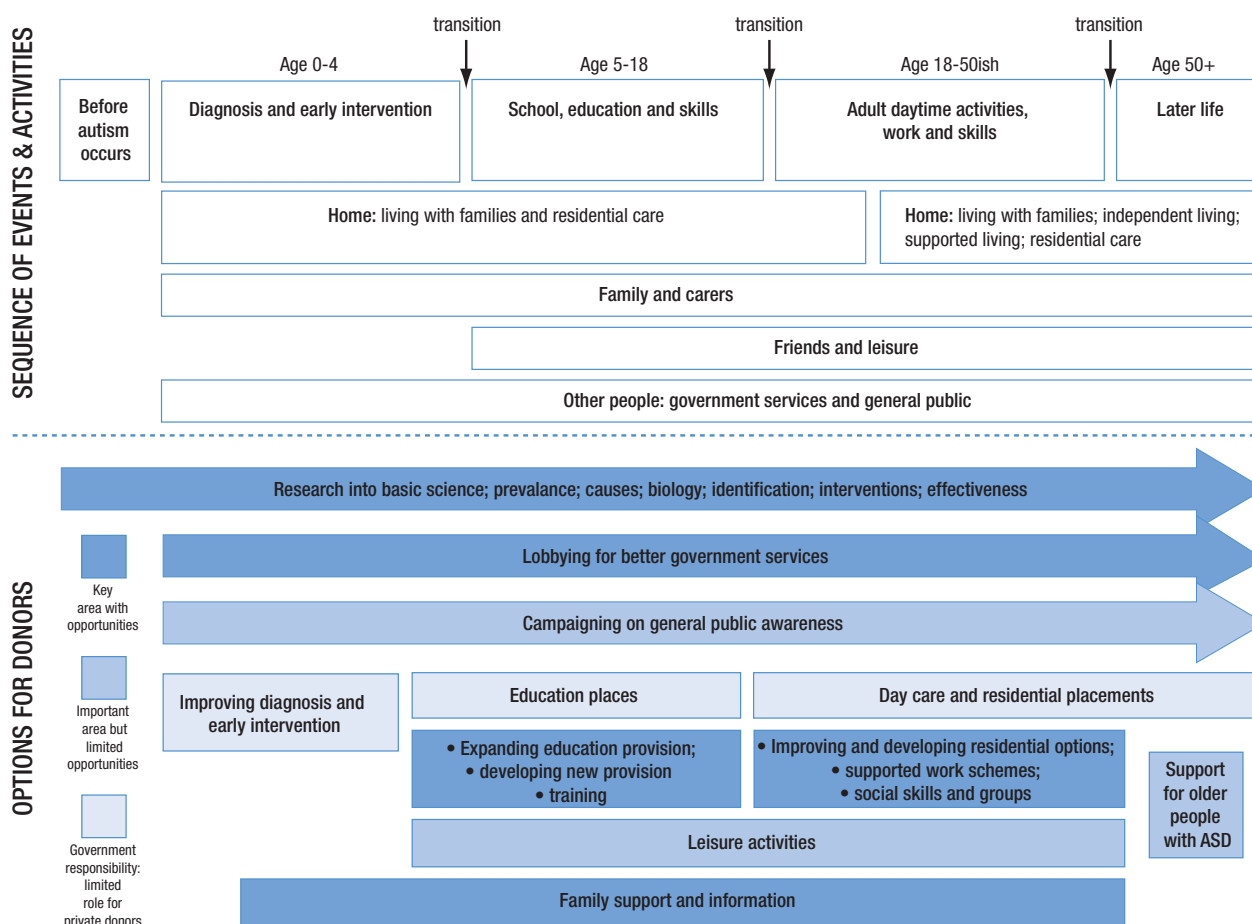 SEQUENCE OF EVENTS & ACTIVITIES
transition
transition
transition
Age 0-4
Age 5-18
Age 18-50ish
Age 50+
Before
autism
occurs
Diagnosis and early intervention
School, education and skills
Adult daytime activities,
work and skills
Later life
Home: living with families and residential care
Home: living with families; independent living;
supported living; residential care
Family and carers
Friends and leisure
Other people: government services and general public
OPTIONS FOR DONORS
Research into basic science; prevalance; causes; biology; identification; interventions; effectiveness
Key
area with
opportunities
Lobbying for better government services
Campaigning on general public awareness
Important
area but
limited
opportunities
Improving diagnosis and
early intervention
Education places
Day care and residential placements
• Expanding education provision;
• developing new provision
• training
• Improving and developing residential options;
• supported work schemes;
• social skills and groups
Support
for older
people
with ASD
Government
responsibility:
limited
role for
private donors
Leisure activities
Family support and information